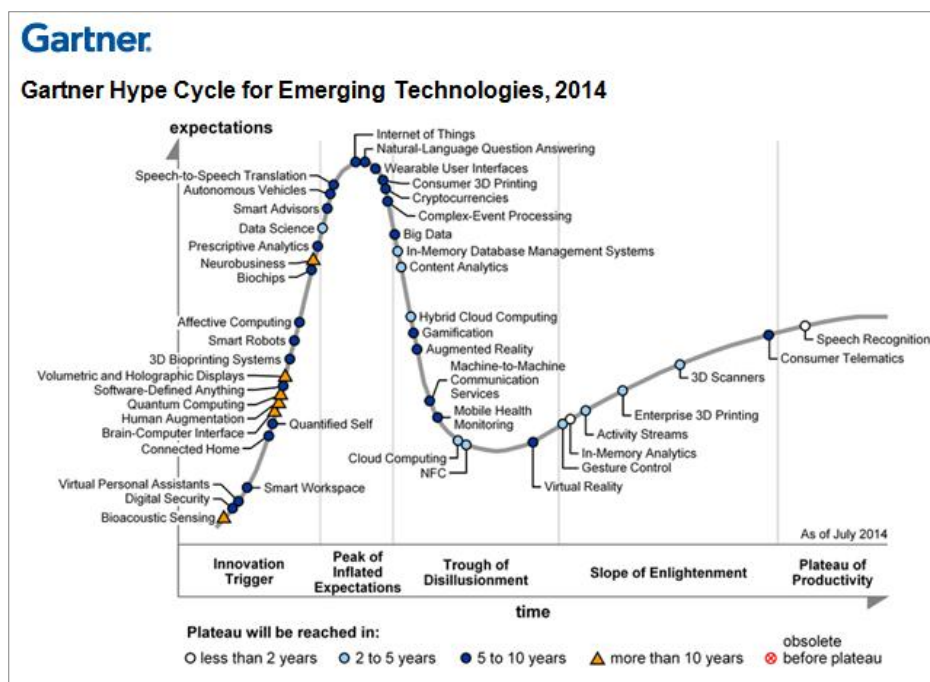 Gartner.
Gartner Hype Cycle for Emerging Technologies, 2014
expectations
Internet of Things
Natural-Language Question Answering
Wearable User Interfaces
Consumer 3D Printing
Cryptocurrencies
Complex-Event Processing
Speech-to-Speech Translation
Autonomous Vehicles
Smart Advisors
Data Science
Prescriptive Analytics
Neurobusiness
Biochips
Big Data
In-Memory Database Management Systems
Content Analytics
Affective Computing
Smart Robots
3D Bioprinting Systems
Volumetric and Holographic Displays
Software-Defined Anything
Quantum Computing
Human Augmentation
Brain-Computer Interface
Connected Home
Quantified Self
Hybrid Cloud Computing
Gamification
Augmented Reality
Machine-to-Machine
Communication
Services
Mobile Health
Monitoring
Cloud Computing
NFC
Virtual Personal Assistants
Digital Security
Bioacoustic Sensing
Smart Workspace
Speech Recognition
Consumer Telematics
3D Scanners
Enterprise 3D Printing
Activity Streams
In-Memory Analytics
Gesture Control
Virtual Reality
As of July 2014
Innovation
Trigger
Peak of
Inflated
Expectations
Trough of
Disillusionment
Slope of Enlightenment
Plateau of
Productivity
time
Plateau will be reached in:
less than 2 years
2 to 5 years
5 to 10 years
more than 10 years
obsolete
before plateau